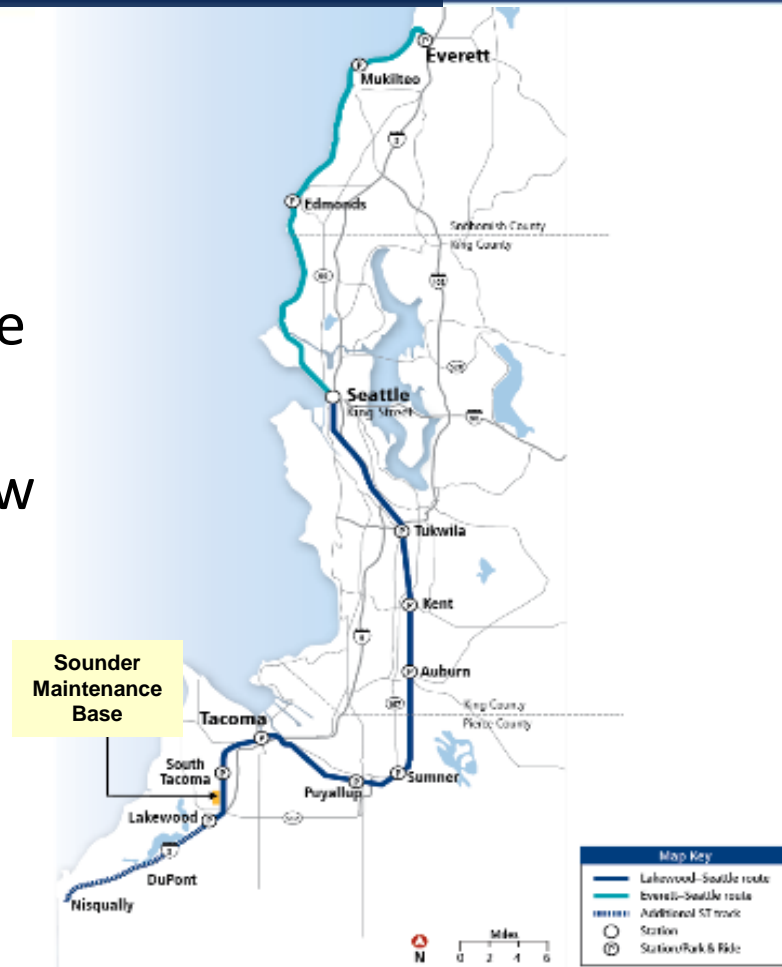 Everett
Mukilteo
Edmonds
Snohomish County
King County
e
Seattle
King Street
w
Tukwila
Kent
Sounder
Maintenance
Base
Auburn
King County
Pierce County
Tacoma
South
Tacoma
Sumner
Puyallup
Lakewood
DuPont
Nisqually
Map Key
Lakewood–Seattle route
Everett–Seattle route
Additional ST track
Station
Station/Park & Ride
Miles
N
0 2 4 6